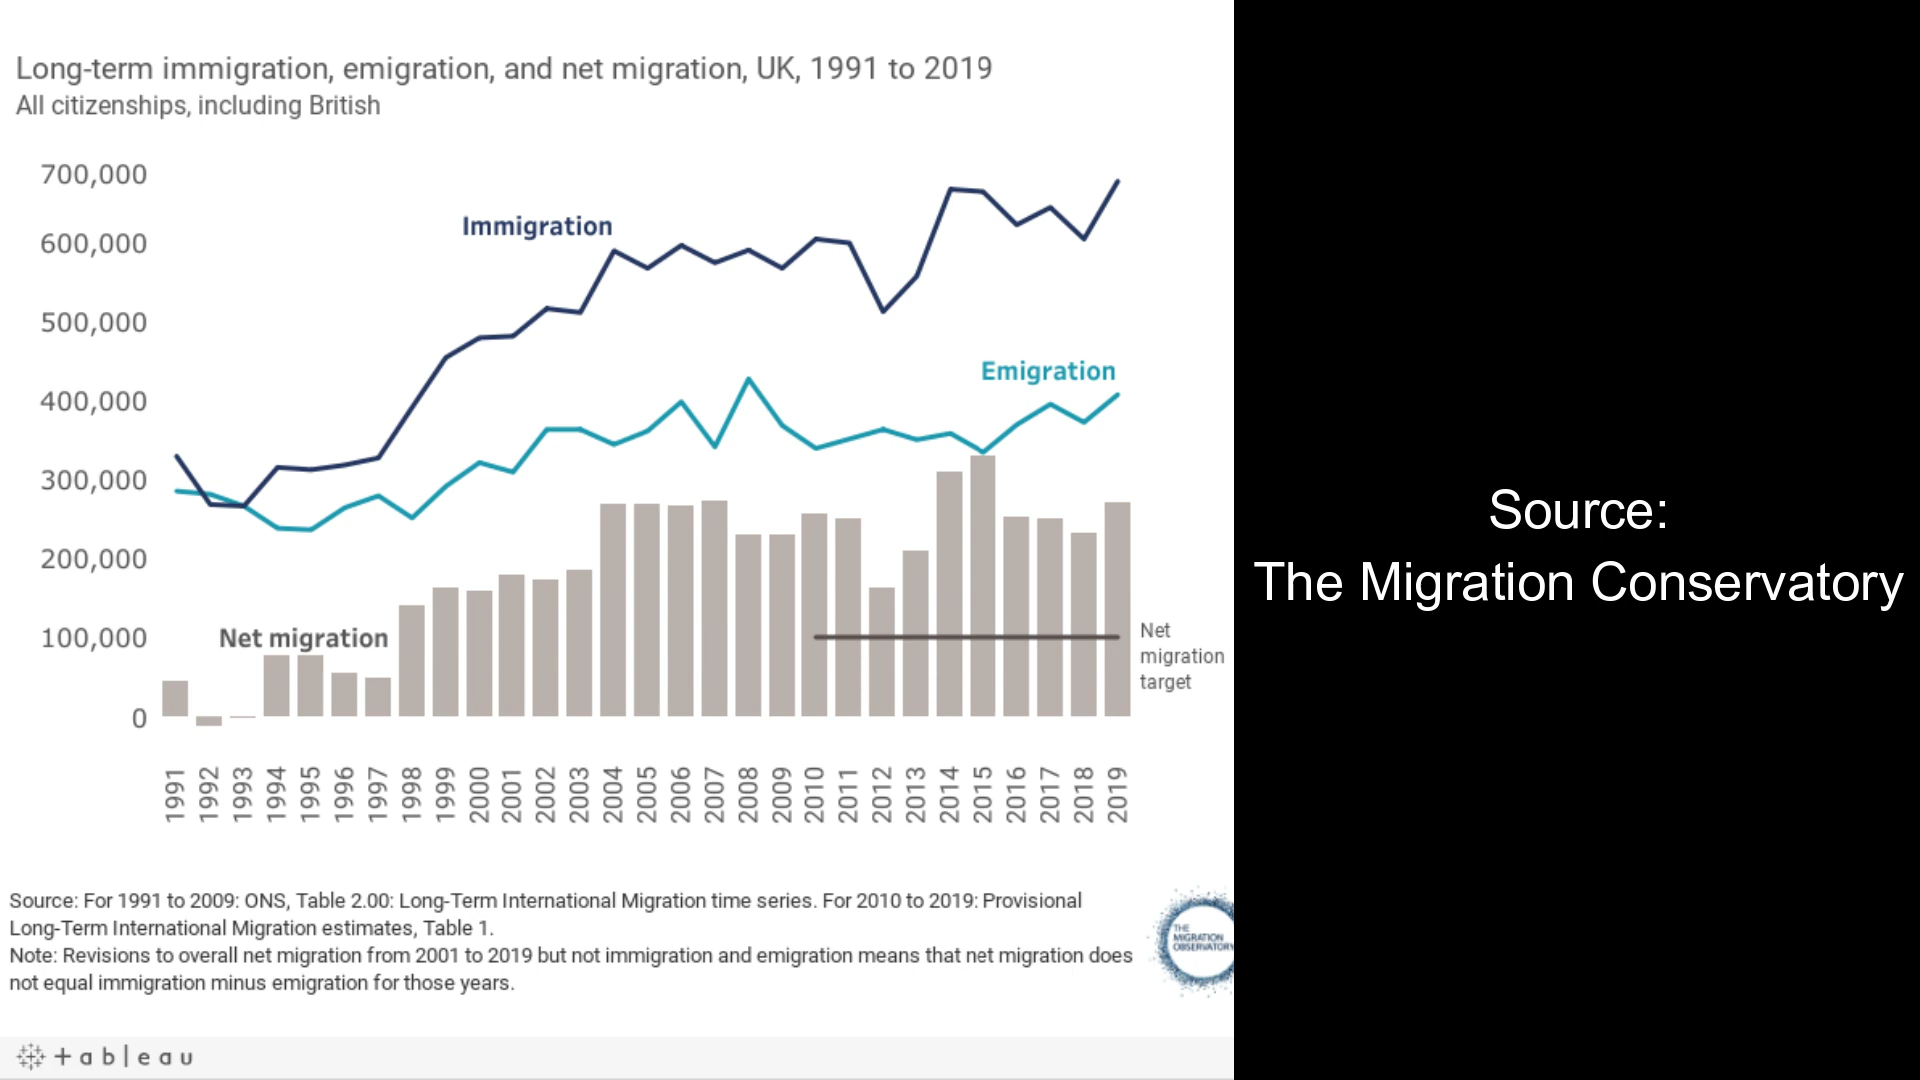 Long-term immigration, emigration, and net migration, UK, 1991 to 2019
All citizenships, including British
700,000
600,000
500,000
400,000
300,000
200,000
100,000
0
Immigration
Emigration
Net migration
Net
migration
target
1991
1992
1993
1994
1995
1996
1997
1998
1999
2000
2001
2002
2003
2004
2005
2006
2007
2008
2009
2010
2011
2012
2013
2014
2015
2016
2017
2018
2019
Source: For 1991 to 2009: ONS, Table 2.00: Long-Term International Migration time series. For 2010 to 2019: Provisional
Long-Term International Migration estimates, Table 1.
Note: Revisions to overall net migration from 2001 to 2019 but not immigration and emigration means that net migration does
not equal immigration minus emigration for those years.
THE
MIGRATION
OBSERVATORY
+ableau
Source:
The Migration Conservatory